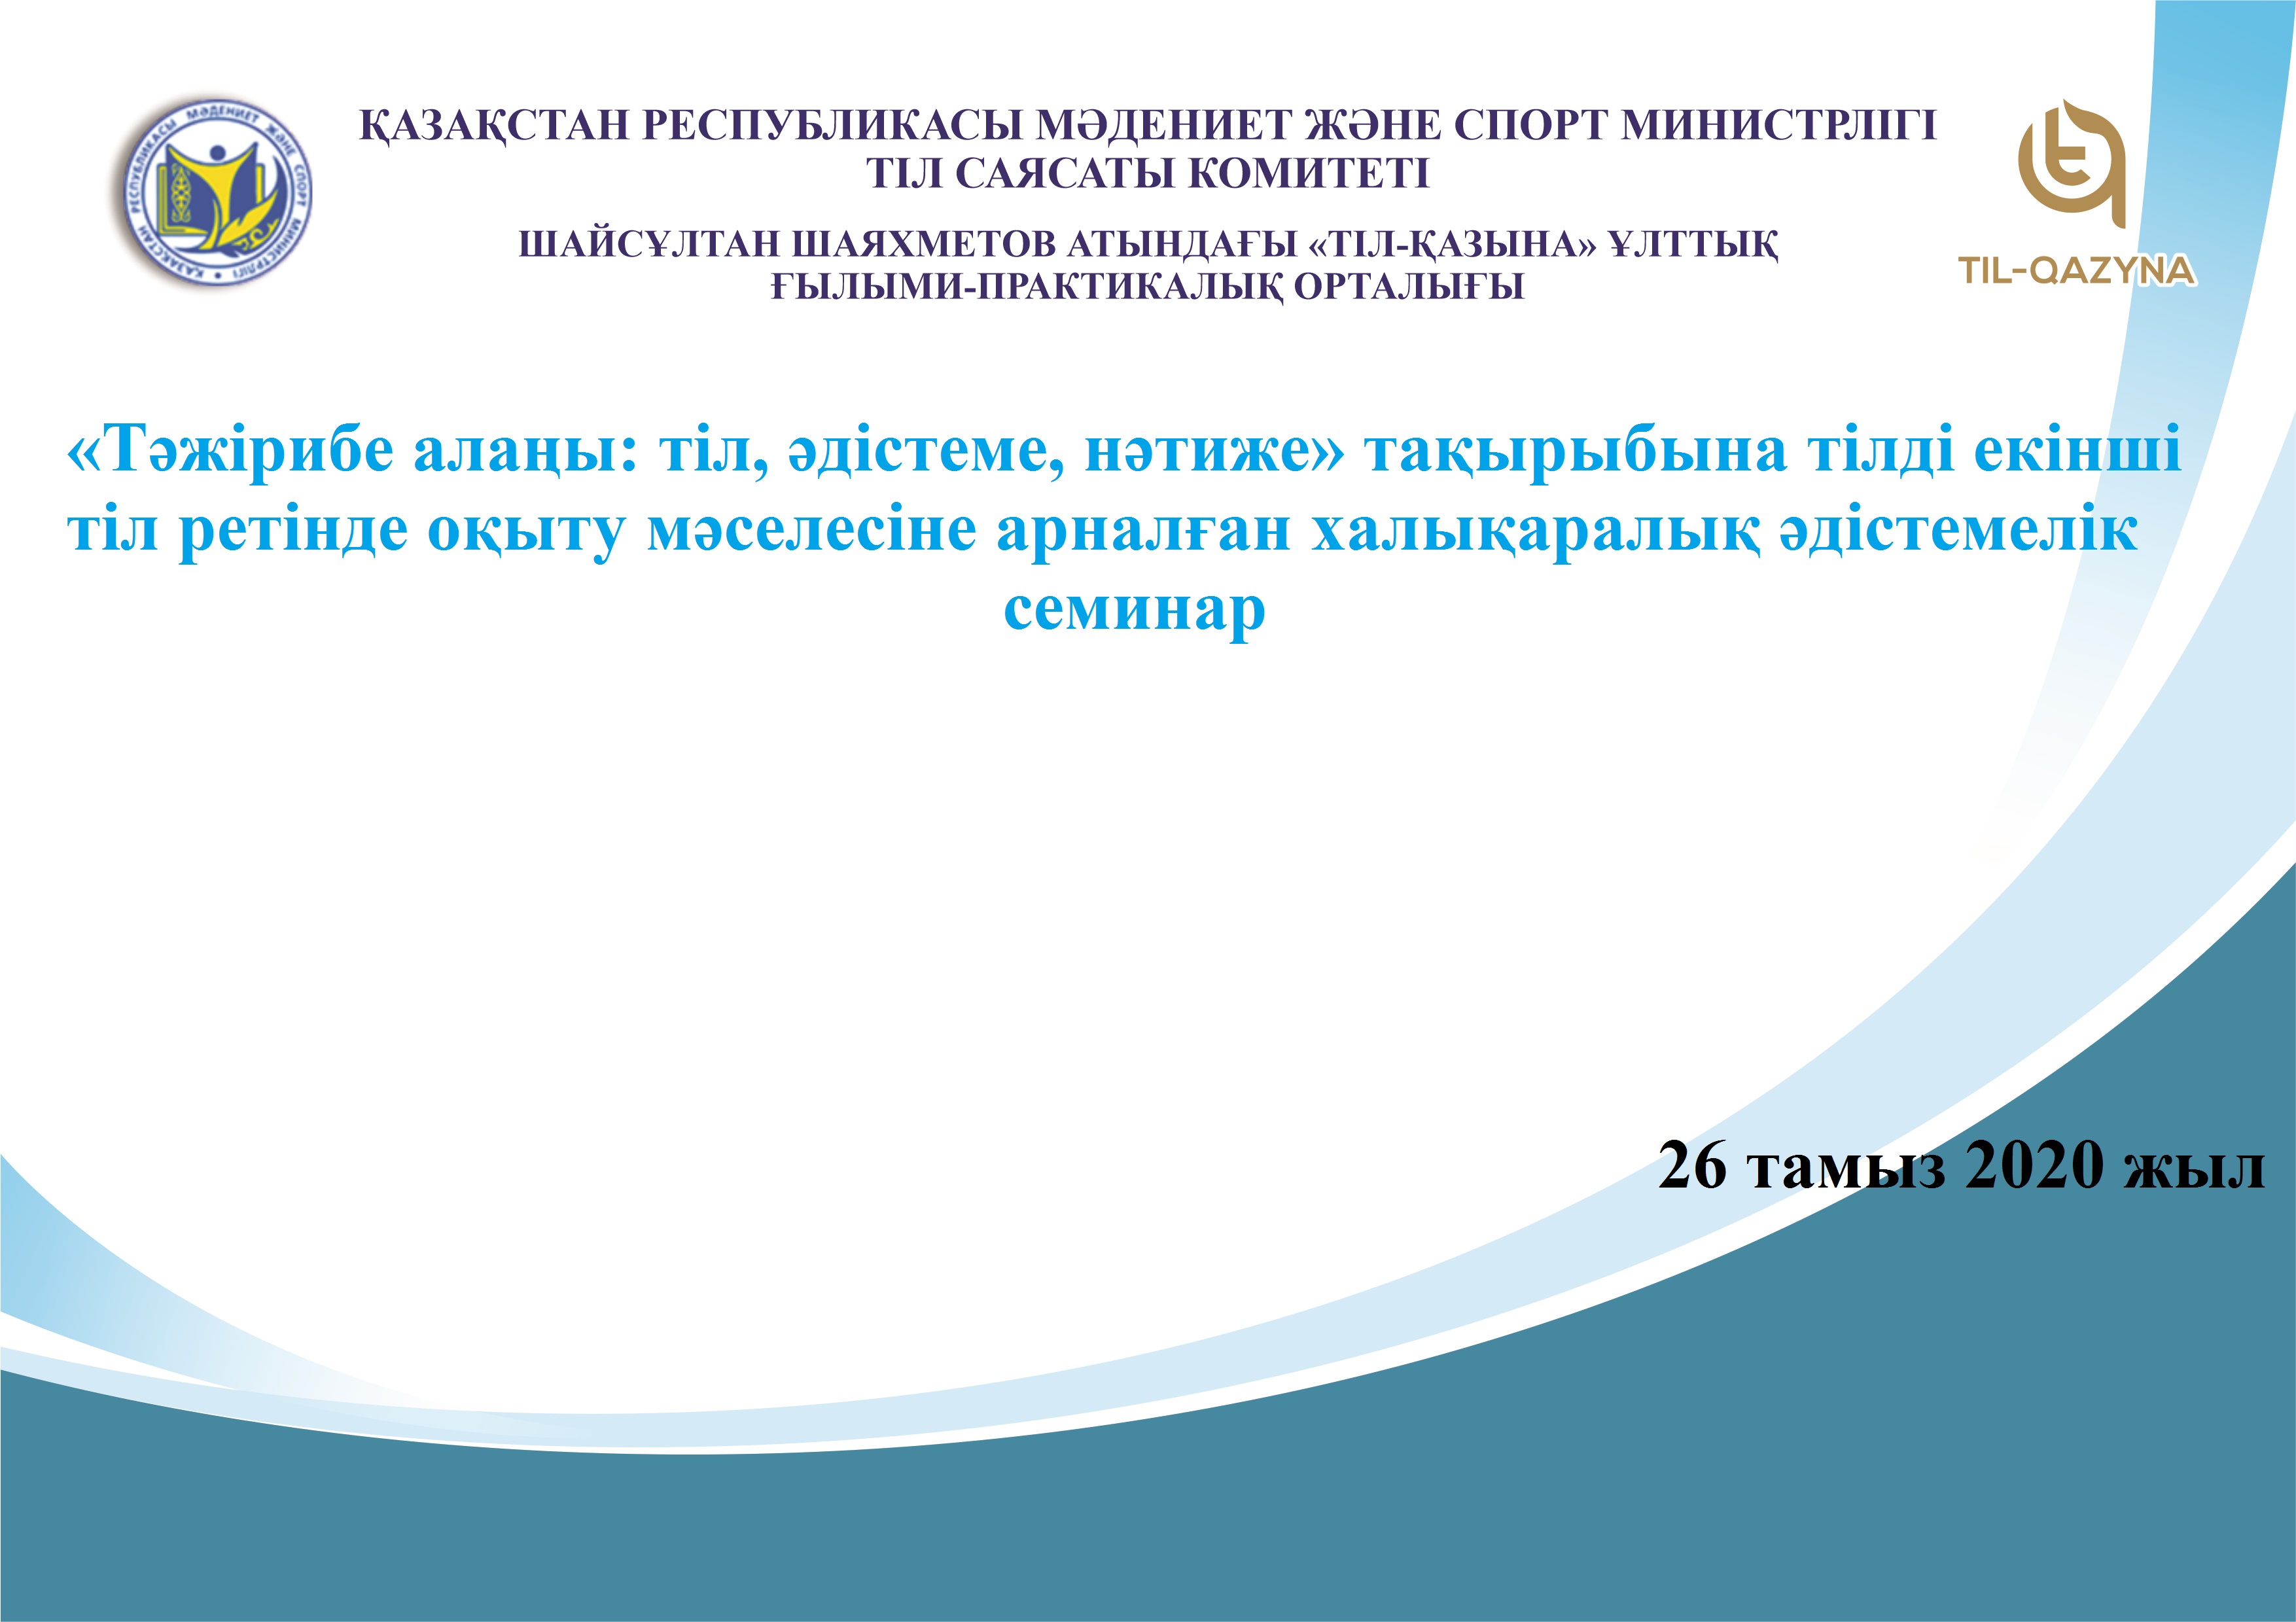 ҚАЗАҚСТАН РЕСПУБЛИКАСЫ МӘДЕНИЕТ ЖӘНЕ СПОРТ МИНИСТРЛІГІ
ТІЛ САЯСАТЫ КОМИТЕТІ
ШАЙСҰЛТАН ШАЯХМЕТОВ АТЫНДАҒЫ «ТІЛ-ҚАЗЫНА» ҰЛТТЫҚ
ҒЫЛЫМИ-ПРАКТИКАЛЫҚ ОРТАЛЫҒЫ
ҚАЗАҚСТАН РЕСПУБЛИКАСЫ МӘДЕНИЕТ ЖӘНЕ СПОРТ МИНИСТРЛІГІ
TIL-QAZYNA
«Тәжірибе алаңы: тіл, әдістеме, нәтиже» тақырыбына тілді екінші
тіл ретінде оқыту мәселесіне арналған халықаралық әдістемелік
семинар
26 тамыз 2020 жыл